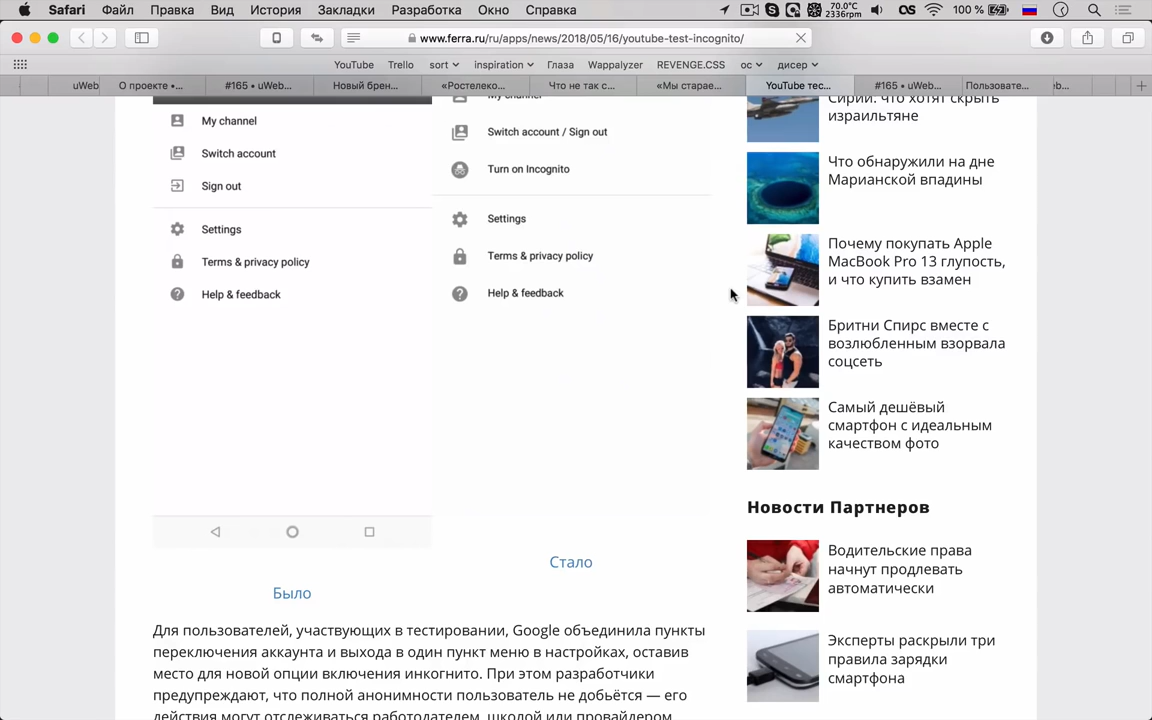 Safari Файл Правка Вид История Закладки Разработка Окно Справка 70.0°C 2336rpm 100 %
www.ferra.ru/ru/apps/news/2018/05/16/youtube-test-incognito/
YouTube Trello sort inspiration Глаза Wappalyzer REVENGE.CSS ос дисер
uWeb О проекте •... #165 • uWeb... Новый брен... «Ростелеко... Что не так с... «Мы старае... YouTube тес... #165 • uWeb... Пользовате...
My channel
Switch account
Sign out
Settings
Terms & privacy policy
Help & feedback
Было
My channel
Switch account / Sign out
Turn on Incognito
Settings
Terms & privacy policy
Help & feedback
Стало
Для пользователей, участвующих в тестировании, Google объединила пункты
переключения аккаунта и выхода в один пункт меню в настройках, оставив
место для новой опции включения инкогнито. При этом разработчики
предупреждают, что полной анонимности пользователь не добьётся — его
действия могут отслеживаться работодателем, школой или провайдером
Сирии: что хотят скрыть
израильтяне
Что обнаружили на дне
Марианской впадины
Почему покупать Apple
MacBook Pro 13 глупость,
и что купить взамен
Бритни Спирс вместе с
возлюбленным взорвала
соцсеть
Самый дешёвый
смартфон с идеальным
качеством фото
Новости Партнеров
Водительские права
начнут продлевать
автоматически
Эксперты раскрыли три
правила зарядки
смартфона